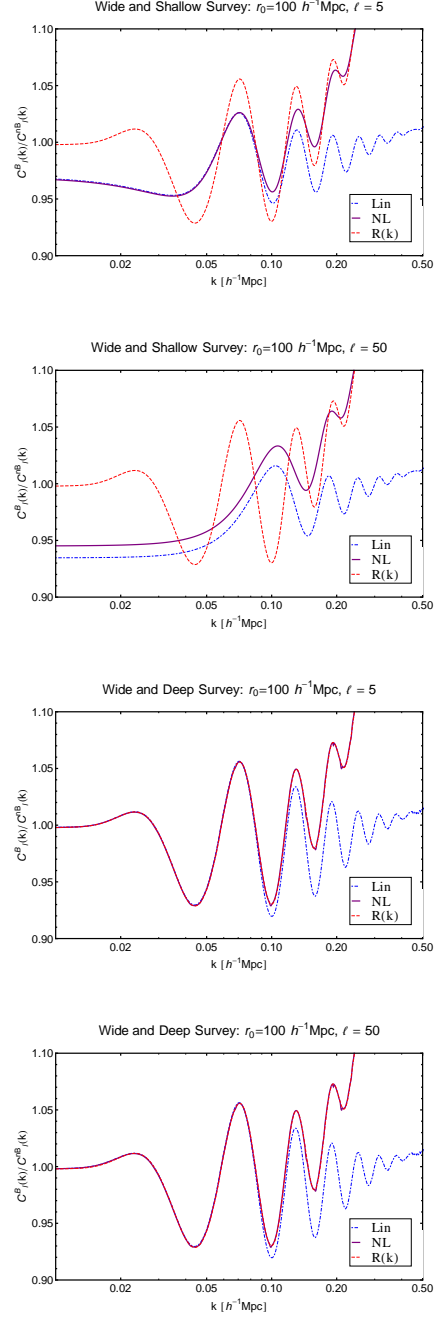 Wide and Shallow Survey: r₀=100 h⁻¹Mpc, ℓ = 5
1.10
1.05
1.00
0.95
0.90
C^B_l(k)/C^nB_l(k)
Lin
NL
R(k)
0.02 0.05 0.10 0.20 0.50
k [h⁻¹Mpc]
Wide and Shallow Survey: r₀=100 h⁻¹Mpc, ℓ = 50
1.10
1.05
1.00
0.95
0.90
C^B_l(k)/C^nB_l(k)
Lin
NL
R(k)
0.02 0.05 0.10 0.20 0.50
k [h⁻¹Mpc]
Wide and Deep Survey: r₀=100 h⁻¹Mpc, ℓ = 5
1.10
1.05
1.00
0.95
0.90
C^B_l(k)/C^nB_l(k)
Lin
NL
R(k)
0.02 0.05 0.10 0.20 0.50
k [h⁻¹Mpc]
Wide and Deep Survey: r₀=100 h⁻¹Mpc, ℓ = 50
1.10
1.05
1.00
0.95
0.90
C^B_l(k)/C^nB_l(k)
Lin
NL
R(k)
0.02 0.05 0.10 0.20 0.50
k [h⁻¹Mpc]